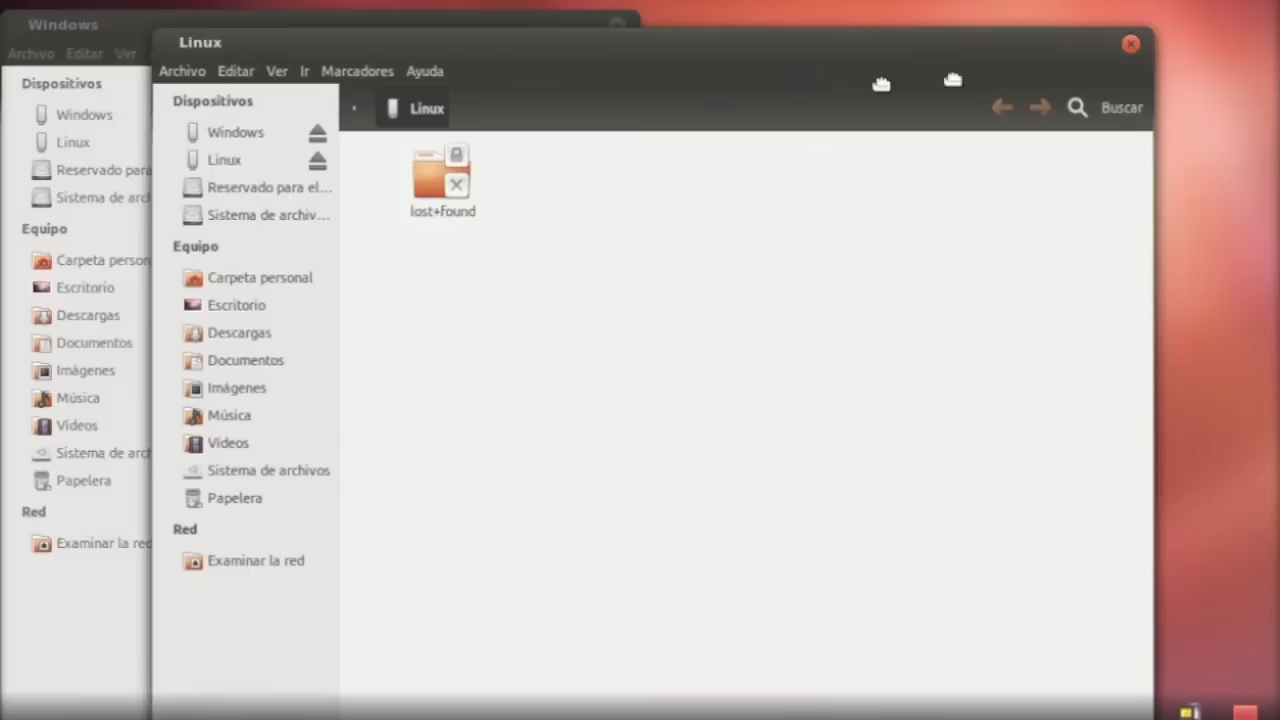 Windows
Archivo Editar Ver
Dispositivos
Windows
Linux
Reservado para
Sistema de arch
Equipo
Carpeta person
Escritorio
Descargas
Documentos
Imágenes
Música
Vídeos
Sistema de arch
Papelera
Red
Examinar la red
Linux
Archivo Editar Ver Ir Marcadores Ayuda
Dispositivos
Windows
Linux
Reservado para el...
Sistema de archiv...
Equipo
Carpeta personal
Escritorio
Descargas
Documentos
Imágenes
Música
Vídeos
Sistema de archivos
Papelera
Red
Examinar la red
Linux
Buscar
lost+found